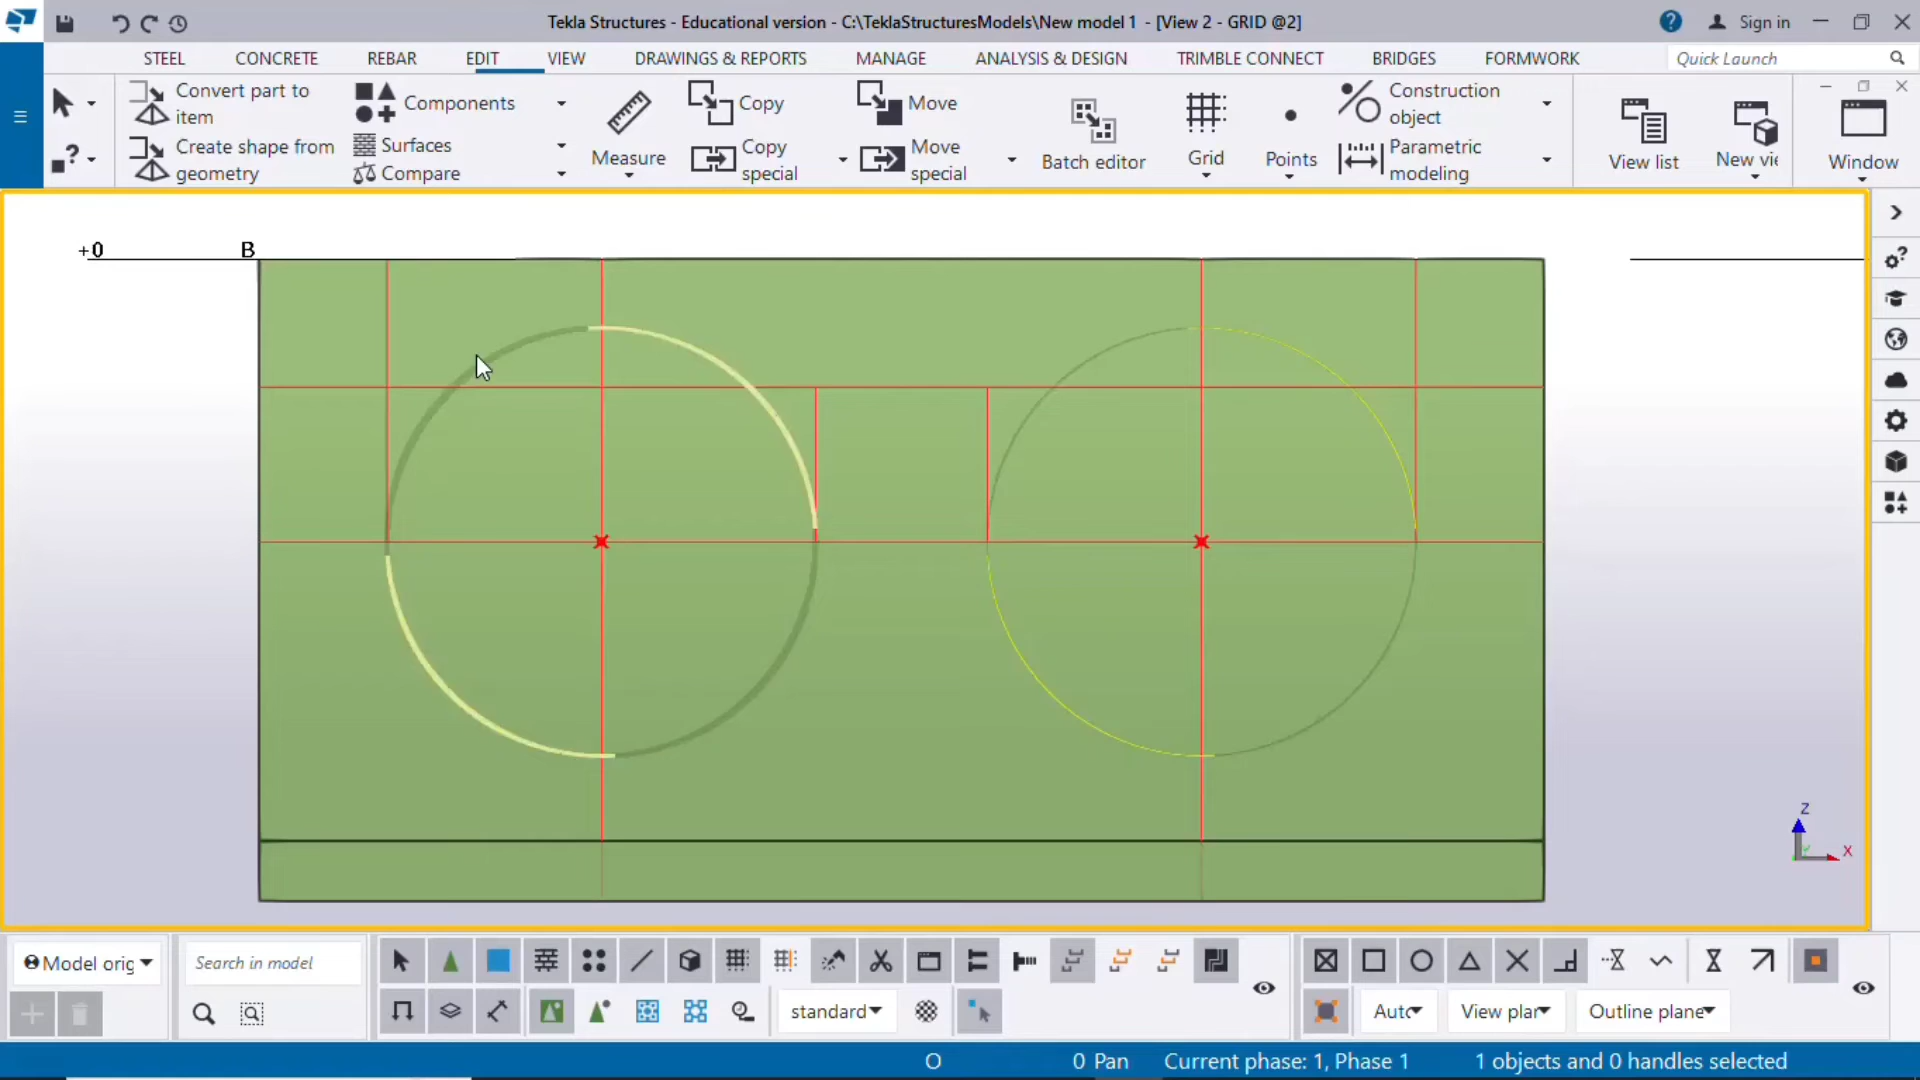 Tekla Structures - Educational version - C:\TeklaStructuresModels\New model 1 - [View 2 - GRID @2]
Sign in
STEEL
CONCRETE
REBAR
EDIT
VIEW
DRAWINGS & REPORTS
MANAGE
ANALYSIS & DESIGN
TRIMBLE CONNECT
BRIDGES
FORMWORK
Quick Launch
Convert part to
item
Create shape from
geometry
Components
Surfaces
Compare
Measure
Copy
Copy
special
Move
Move
special
Batch editor
Grid
Points
Construction
object
Parametric
modeling
View list
New vie
Window
+0
B
Z
X
Model orig
Search in model
standard
Auto
View plan
Outline plane
O
0 Pan
Current phase: 1, Phase 1
1 objects and 0 handles selected